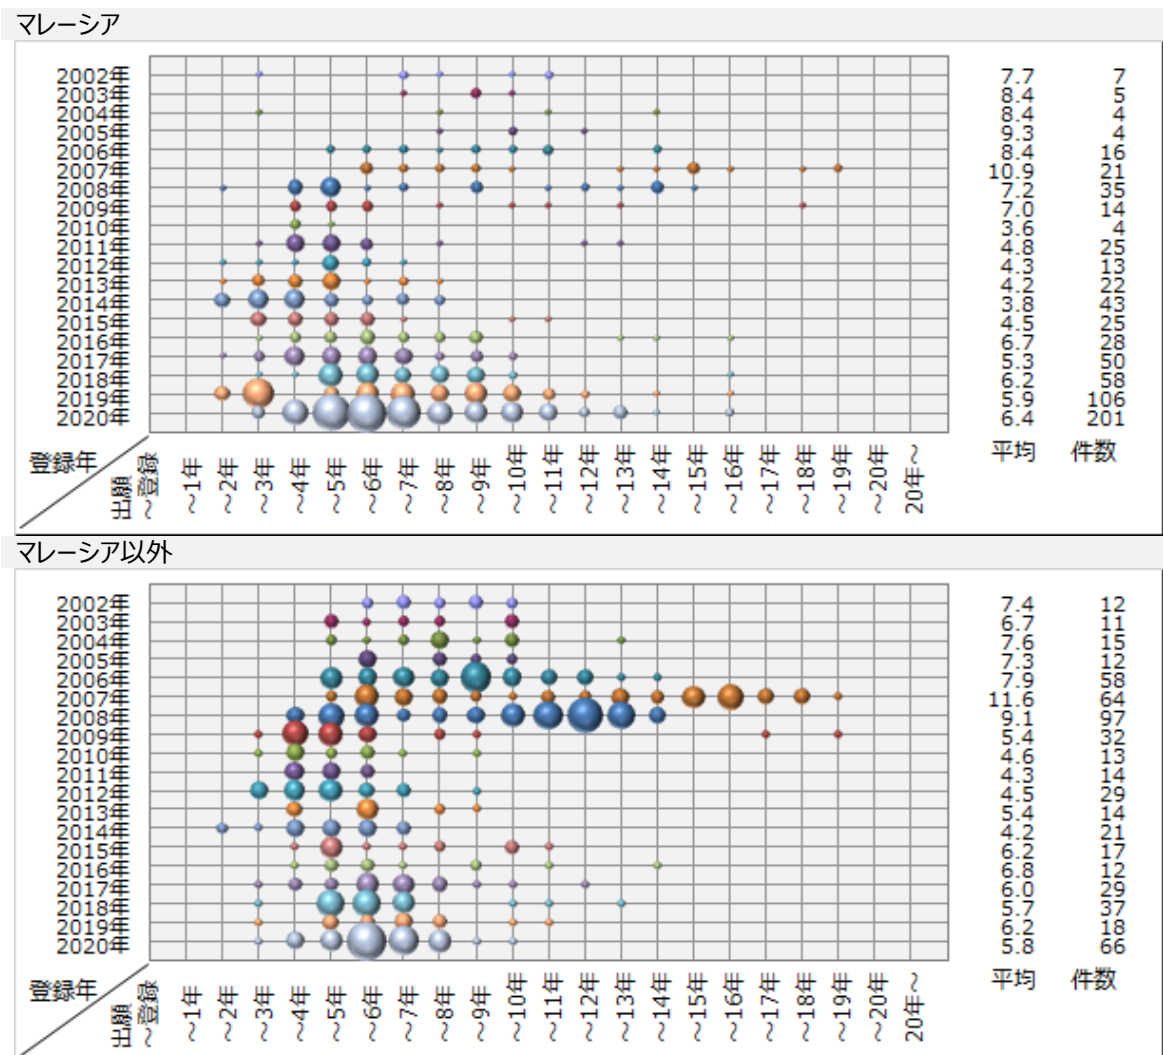 マレーシア
2002年 7.7 7
2003年 8.4 5
2004年 8.4 4
2005年 9.3 4
2006年 8.4 16
2007年 10.9 21
2008年 7.2 35
2009年 7.0 14
2010年 3.6 4
2011年 4.8 25
2012年 4.3 13
2013年 4.2 22
2014年 3.8 43
2015年 4.5 25
2016年 6.7 28
2017年 5.3 50
2018年 6.2 58
2019年 5.9 106
2020年 6.4 201
登録年 出願～登録 ～1年 ～2年 ～3年 ～4年 ～5年 ～6年 ～7年 ～8年 ～9年 ～10年 ～11年 ～12年 ～13年 ～14年 ～15年 ～16年 ～17年 ～18年 ～19年 ～20年 20年～ 平均 件数
マレーシア以外
2002年 7.4 12
2003年 6.7 11
2004年 7.6 15
2005年 7.3 12
2006年 7.9 58
2007年 11.6 64
2008年 9.1 97
2009年 5.4 32
2010年 4.6 13
2011年 4.3 14
2012年 4.5 29
2013年 5.4 14
2014年 4.2 21
2015年 6.2 17
2016年 6.8 12
2017年 6.0 29
2018年 5.7 37
2019年 6.2 18
2020年 5.8 66
登録年 出願～登録 ～1年 ～2年 ～3年 ～4年 ～5年 ～6年 ～7年 ～8年 ～9年 ～10年 ～11年 ～12年 ～13年 ～14年 ～15年 ～16年 ～17年 ～18年 ～19年 ～20年 20年～ 平均 件数